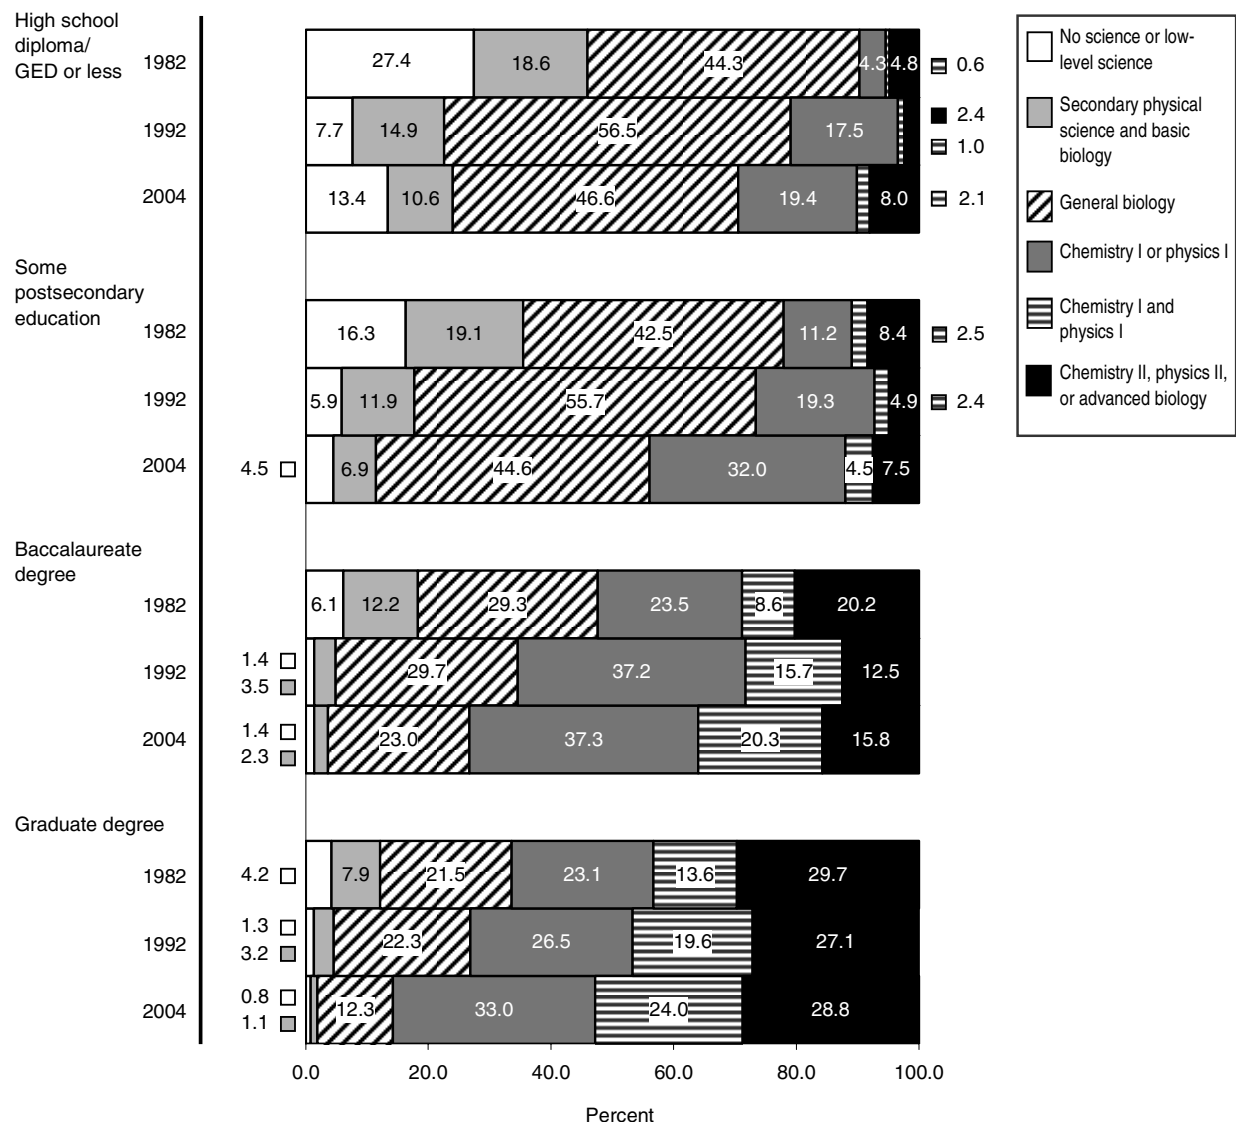 High school
diploma/
GED or less
1982 27.4 18.6 44.3 4.3 4.8 0.6
1992 7.7 14.9 56.5 17.5 2.4
1.0
2004 13.4 10.6 46.6 19.4 8.0 2.1
Some
postsecondary
education
1982 16.3 19.1 42.5 11.2 8.4 2.5
1992 5.9 11.9 55.7 19.3 4.9 2.4
2004 4.5 6.9 44.6 32.0 4.5 7.5
Baccalaureate
degree
1982 6.1 12.2 29.3 23.5 8.6 20.2
1992 1.4 29.7 37.2 15.7 12.5
3.5
2004 1.4 23.0 37.3 20.3 15.8
2.3
Graduate degree
1982 4.2 7.9 21.5 23.1 13.6 29.7
1992 1.3 22.3 26.5 19.6 27.1
3.2
2004 0.8 12.3 33.0 24.0 28.8
1.1
0.0 20.0 40.0 60.0 80.0 100.0
Percent
No science or low-
level science
Secondary physical
science and basic
biology
General biology
Chemistry I or physics I
Chemistry I and
physics I
Chemistry II, physics II,
or advanced biology